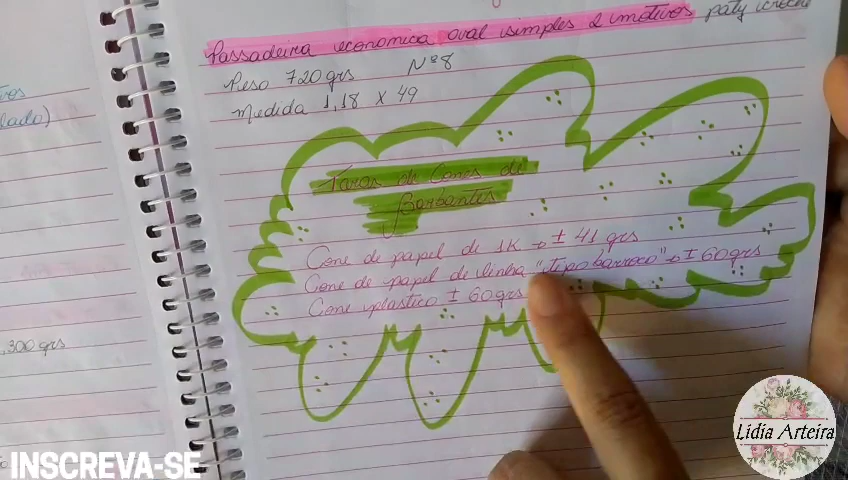 Passadeira economica oval simples 2 motivos paty croche
Peso 720 grs Nº8
Medida 1,18 x 49
Taras de Cones de
Barbantes
Cone de papel de 1K → ± 41 grs
Cone de papel de linha "tipo barroco" → ± 60grs
Cone plastico ± 60grs
lado)
,300 grs
Lidia Arteira
INSCREVA-SE